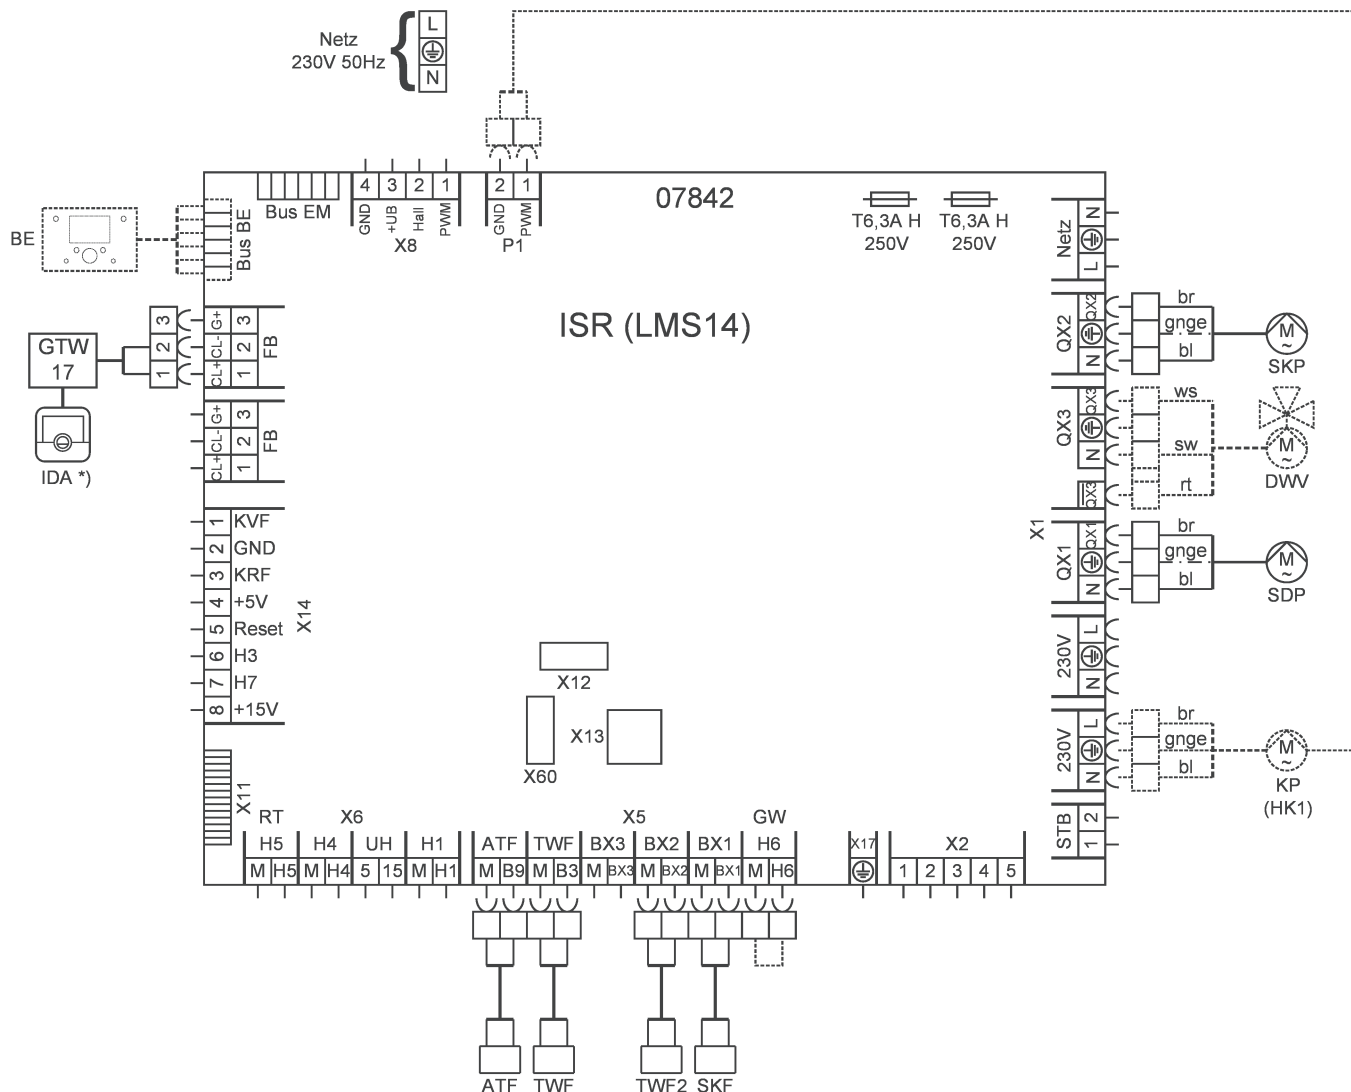 Netz
230V 50Hz
L
N
07842
T6,3A H
250V
T6,3A H
250V
ISR (LMS14)
Bus EM
4 3 2 1
GND +UB Hall PWM
X8
2 1
GND PWM
P1
BE
Bus BE
GTW
17
IDA *)
3 2 1
G+ CL- CL+
3 2 1
FB
G+ CL- CL+
3 2 1
FB
1 KVF
2 GND
3 KRF
4 +5V
5 Reset
6 H3
7 H7
8 +15V
X14
X11
X12
X13
X60
Netz
N
L
QX2
QX2
N
br
gnge
bl
M
~
SKP
QX3
QX3
N
QX3
ws
sw
rt
M
~
DWV
X1
QX1
QX1
N
br
gnge
bl
M
~
SDP
230V
L
N
230V
L
N
br
gnge
bl
M
~
KP
(HK1)
STB
2
1
RT X6 X5 GW
H5 H4 UH H1 ATF TWF BX3 BX2 BX1 H6 X17 X2
M H5 M H4 5 15 M H1 M B9 M B3 M BX3 M BX2 M BX1 M H6 1 2 3 4 5
ATF TWF TWF2 SKF